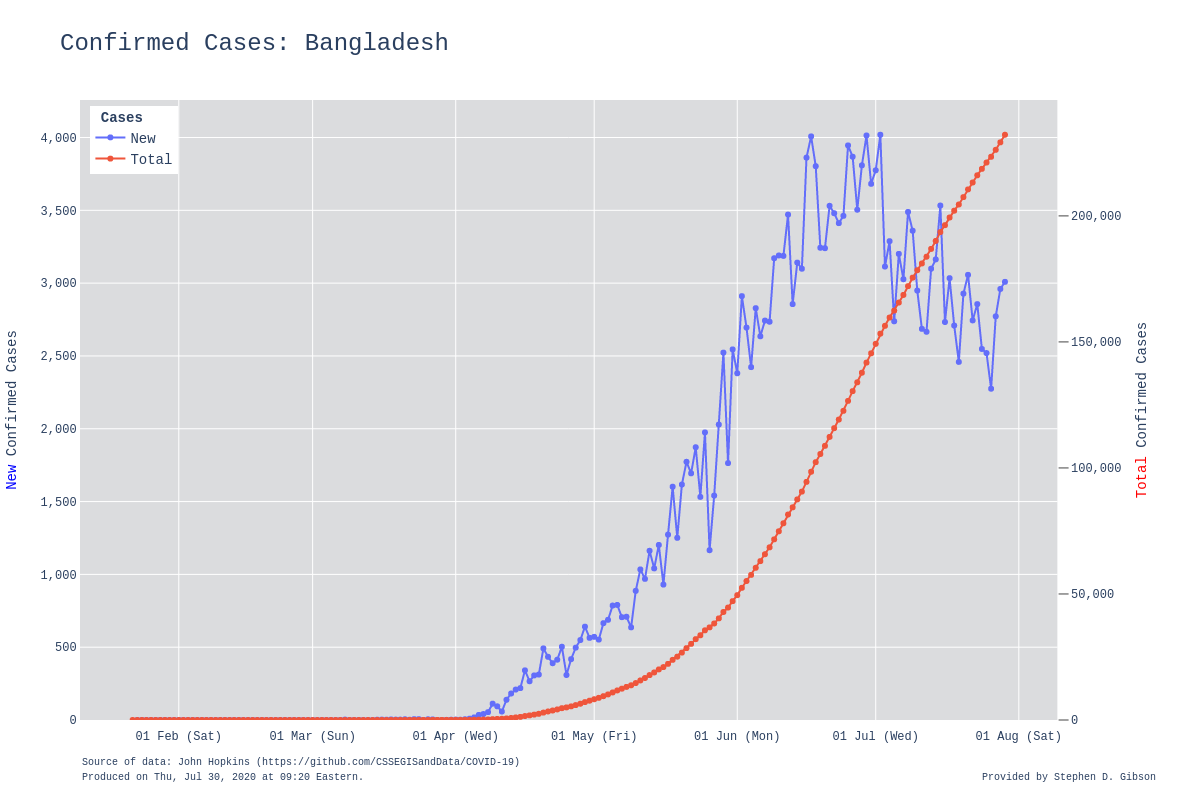 Confirmed Cases: Bangladesh
Cases
New
Total
4,000
3,500
3,000
2,500
2,000
1,500
1,000
500
0
200,000
150,000
100,000
50,000
0
New Confirmed Cases
Total Confirmed Cases
01 Feb (Sat) 01 Mar (Sun) 01 Apr (Wed) 01 May (Fri) 01 Jun (Mon) 01 Jul (Wed) 01 Aug (Sat)
Source of data: John Hopkins (https://github.com/CSSEGISandData/COVID-19)
Produced on Thu, Jul 30, 2020 at 09:20 Eastern.
Provided by Stephen D. Gibson